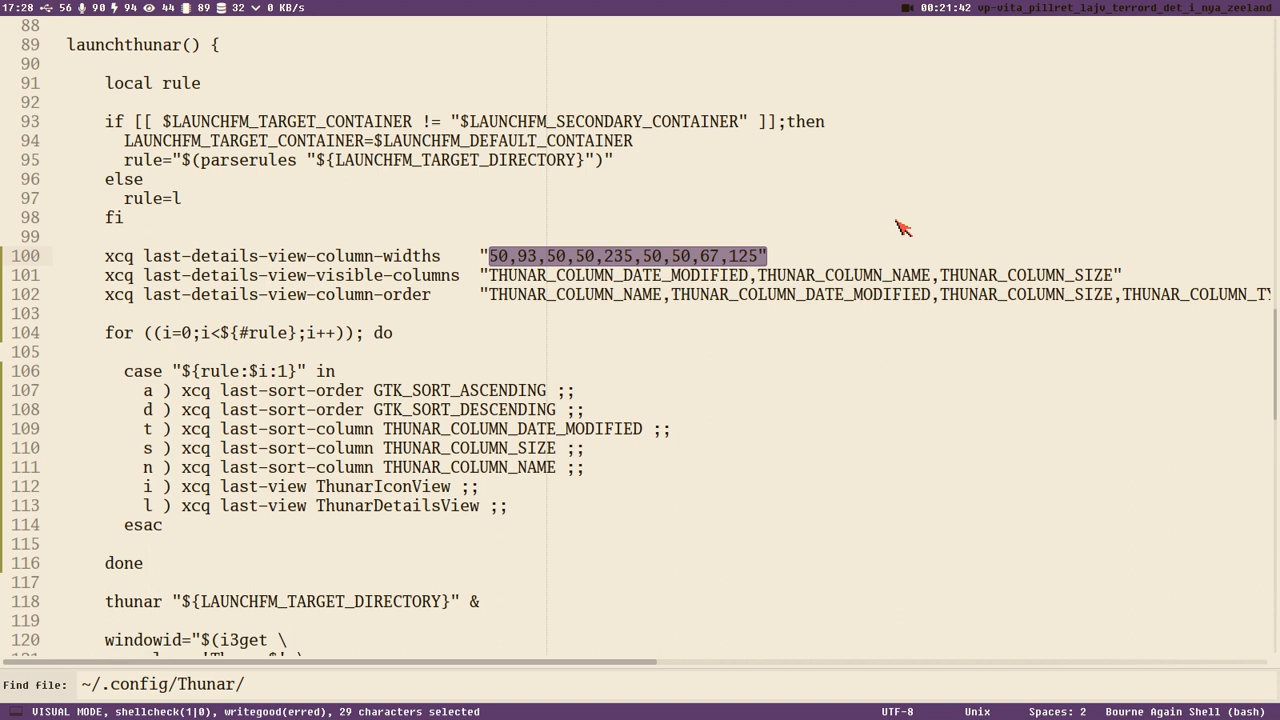 17:28 56 90 94 44 89 32 0 KB/s 00:21:42 vp-vita_pillret_lajv_terrord_det_i_nya_zeeland
88
89 launchthunar() {
90
91 local rule
92
93 if [[ $LAUNCHFM_TARGET_CONTAINER != "$LAUNCHFM_SECONDARY_CONTAINER" ]];then
94 LAUNCHFM_TARGET_CONTAINER=$LAUNCHFM_DEFAULT_CONTAINER
95 rule="$(parserules "${LAUNCHFM_TARGET_DIRECTORY}")"
96 else
97 rule=l
98 fi
99
100 xcq last-details-view-column-widths "50,93,50,50,235,50,50,67,125"
101 xcq last-details-view-visible-columns "THUNAR_COLUMN_DATE_MODIFIED,THUNAR_COLUMN_NAME,THUNAR_COLUMN_SIZE"
102 xcq last-details-view-column-order "THUNAR_COLUMN_NAME,THUNAR_COLUMN_DATE_MODIFIED,THUNAR_COLUMN_SIZE,THUNAR_COLUMN_TY
103
104 for ((i=0;i<${#rule};i++)); do
105
106 case "${rule:$i:1}" in
107 a ) xcq last-sort-order GTK_SORT_ASCENDING ;;
108 d ) xcq last-sort-order GTK_SORT_DESCENDING ;;
109 t ) xcq last-sort-column THUNAR_COLUMN_DATE_MODIFIED ;;
110 s ) xcq last-sort-column THUNAR_COLUMN_SIZE ;;
111 n ) xcq last-sort-column THUNAR_COLUMN_NAME ;;
112 i ) xcq last-view ThunarIconView ;;
113 l ) xcq last-view ThunarDetailsView ;;
114 esac
115
116 done
117
118 thunar "${LAUNCHFM_TARGET_DIRECTORY}" &
119
120 windowid="$(i3get \
Find file: ~/.config/Thunar/
VISUAL MODE, shellcheck(1|0), writegood(erred), 29 characters selected UTF-8 Unix Spaces: 2 Bourne Again Shell (bash)